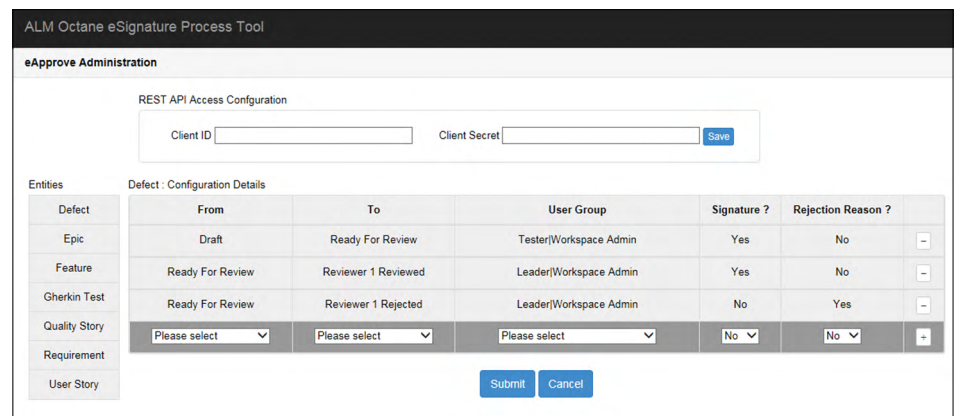 ALM Octane eSignature Process Tool
eApprove Administration
REST API Access Confguration
Client ID
Client Secret
Save
Entities
Defect : Configuration Details
Defect
From
To
User Group
Signature ?
Rejection Reason ?
Epic
Draft
Ready For Review
Tester|Workspace Admin
Yes
No
-
Feature
Ready For Review
Reviewer 1 Reviewed
Leader|Workspace Admin
Yes
No
-
Gherkin Test
Ready For Review
Reviewer 1 Rejected
Leader|Workspace Admin
No
Yes
-
Quality Story
Please select
Please select
Please select
No
No
+
Requirement
User Story
Submit
Cancel